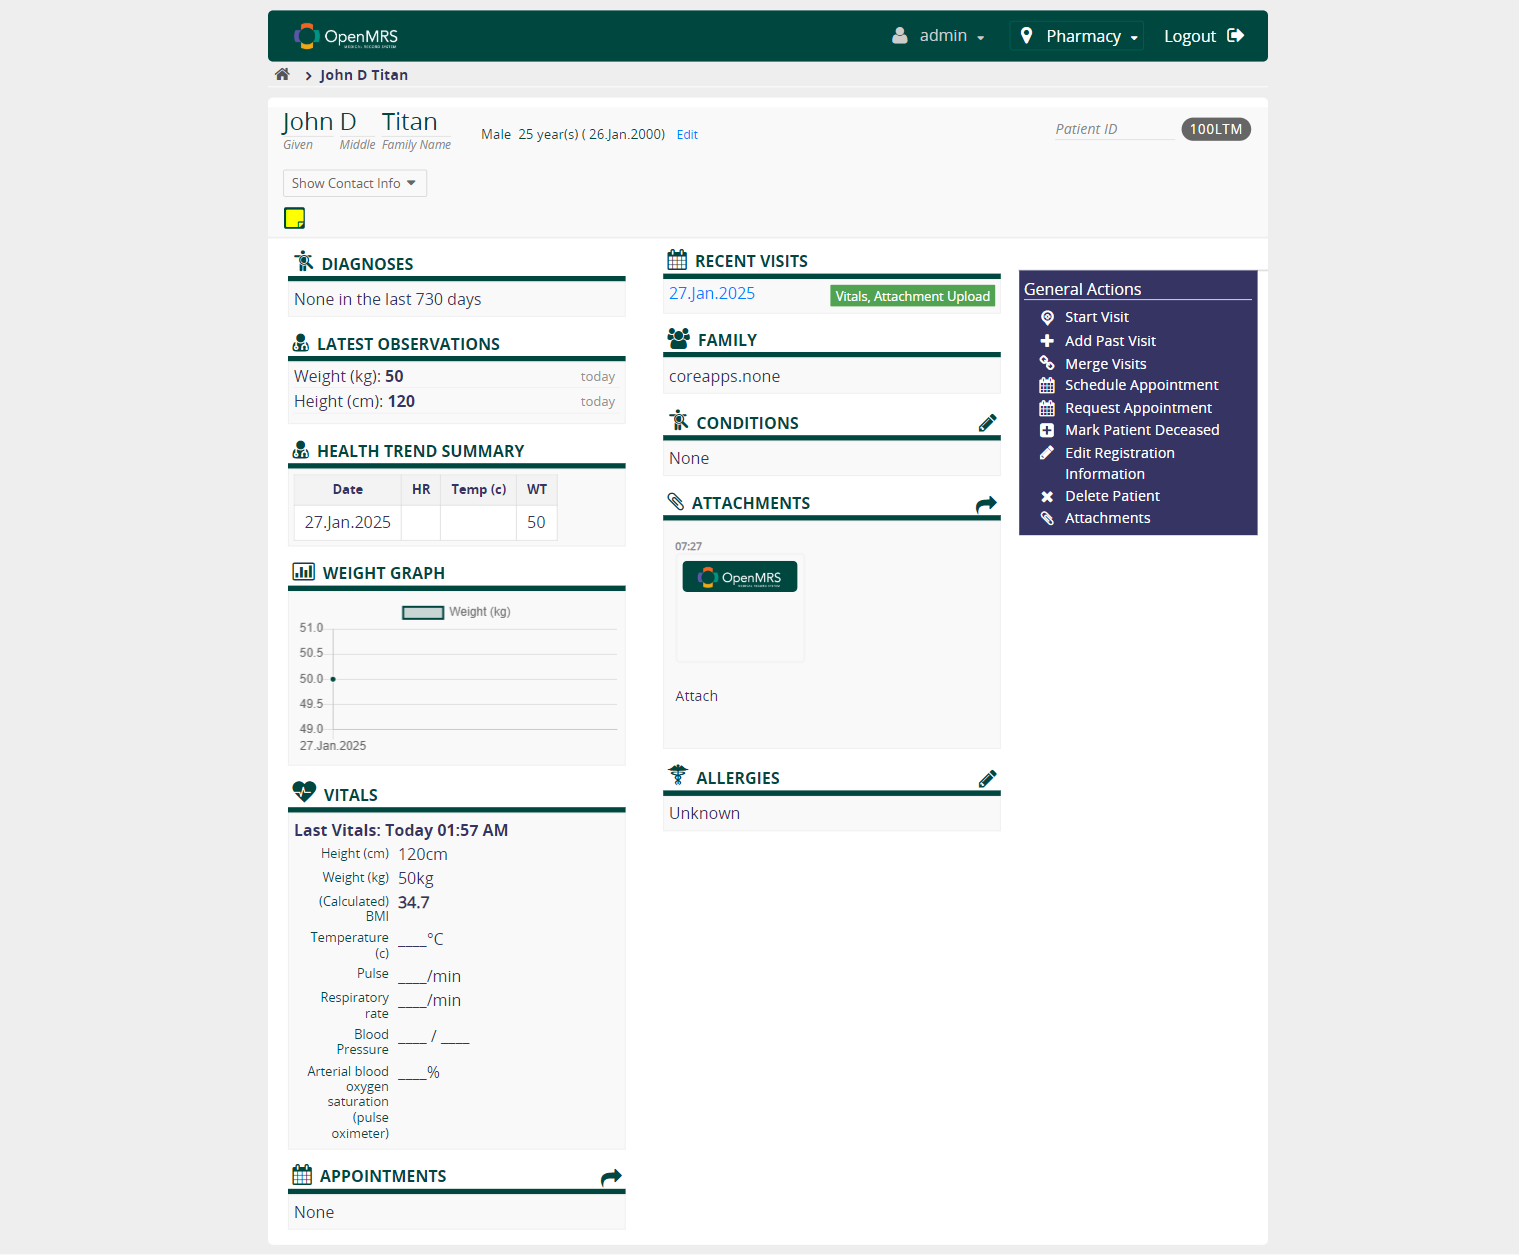 OpenMRS
MEDICAL RECORD SYSTEM
admin
Pharmacy
Logout
John D Titan
John D Titan
Given Middle Family Name
Male 25 year(s) ( 26.Jan.2000) Edit
Patient ID 100LTM
Show Contact Info
DIAGNOSES
None in the last 730 days
LATEST OBSERVATIONS
Weight (kg): 50 today
Height (cm): 120 today
HEALTH TREND SUMMARY
Date HR Temp (c) WT
27.Jan.2025 50
WEIGHT GRAPH
Weight (kg)
51.0
50.5
50.0
49.5
49.0
27.Jan.2025
VITALS
Last Vitals: Today 01:57 AM
Height (cm) 120cm
Weight (kg) 50kg
(Calculated) 34.7
BMI
Temperature ____°C
(c)
Pulse ____/min
Respiratory ____/min
rate
Blood ____ / ____
Pressure
Arterial blood ____%
oxygen
saturation
(pulse
oximeter)
APPOINTMENTS
None
RECENT VISITS
27.Jan.2025 Vitals, Attachment Upload
FAMILY
coreapps.none
CONDITIONS
None
ATTACHMENTS
07:27
OpenMRS
MEDICAL RECORD SYSTEM
Attach
ALLERGIES
Unknown
General Actions
Start Visit
Add Past Visit
Merge Visits
Schedule Appointment
Request Appointment
Mark Patient Deceased
Edit Registration
Information
Delete Patient
Attachments